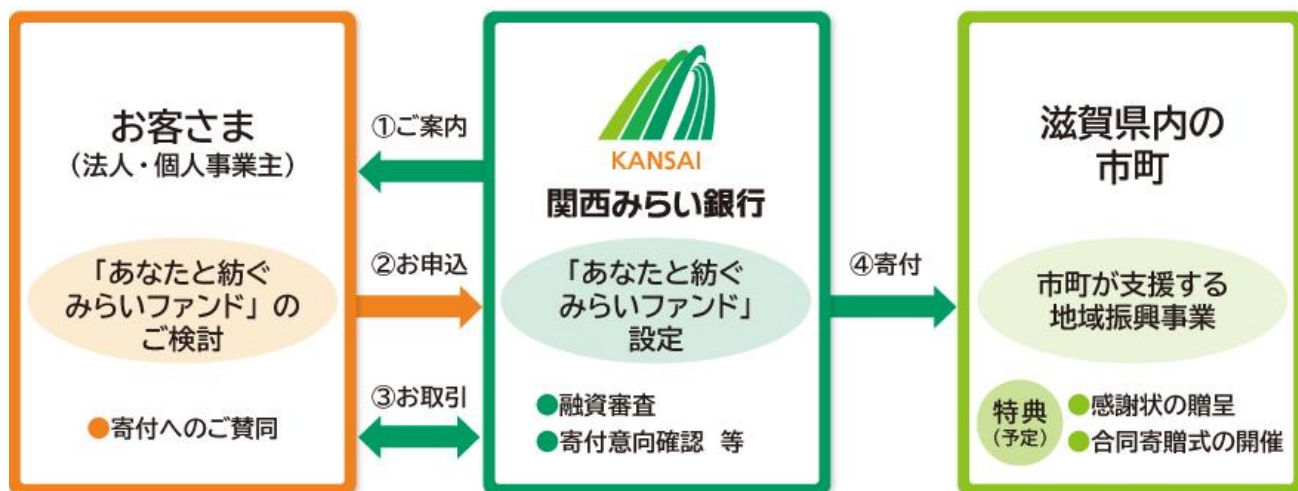 お客さま
（法人・個人事業主）
「あなたと紡ぐ
みらいファンド」の
ご検討
●寄付へのご賛同
①ご案内
②お申込
③お取引
KANSAI
関西みらい銀行
「あなたと紡ぐ
みらいファンド」
設定
●融資審査
●寄付意向確認 等
④寄付
滋賀県内の
市町
市町が支援する
地域振興事業
特典
（予定）
●感謝状の贈呈
●合同寄贈式の開催